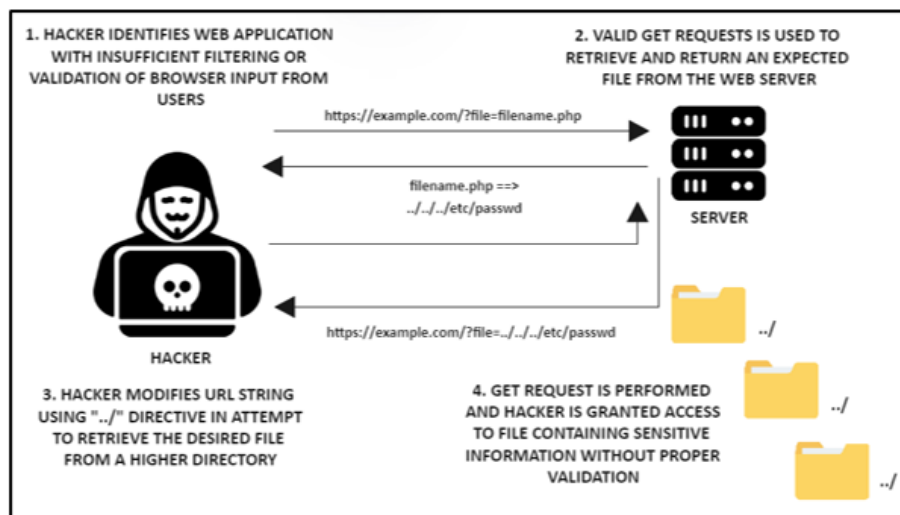 1. HACKER IDENTIFIES WEB APPLICATION
WITH INSUFFICIENT FILTERING OR
VALIDATION OF BROWSER INPUT FROM
USERS
2. VALID GET REQUESTS IS USED TO
RETRIEVE AND RETURN AN EXPECTED
FILE FROM THE WEB SERVER
https://example.com/?file=filename.php
filename.php ==>
../../../etc/passwd
SERVER
https://example.com/?file=../../../etc/passwd
HACKER
../
3. HACKER MODIFIES URL STRING
USING "../" DIRECTIVE IN ATTEMPT
TO RETRIEVE THE DESIRED FILE
FROM A HIGHER DIRECTORY
4. GET REQUEST IS PERFORMED
AND HACKER IS GRANTED ACCESS
TO FILE CONTAINING SENSITIVE
INFORMATION WITHOUT PROPER
VALIDATION
../
../